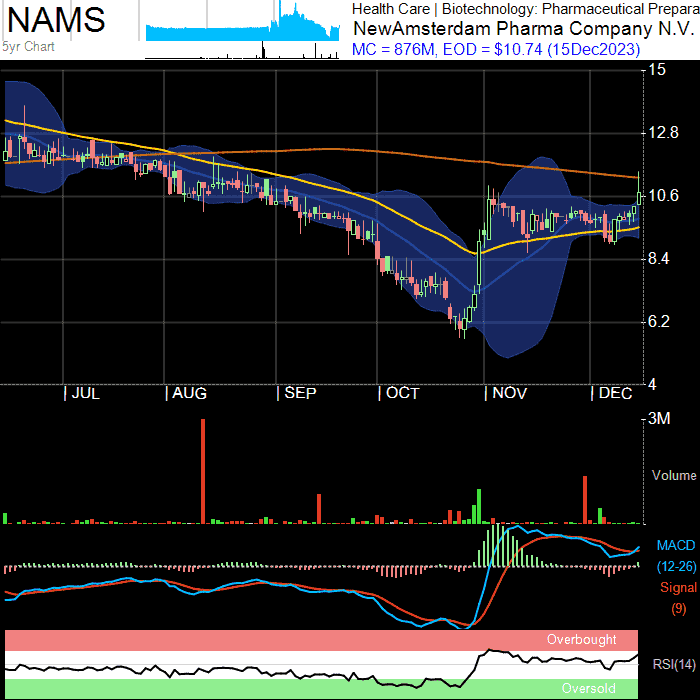 NAMS
5yr Chart
Health Care | Biotechnology: Pharmaceutical Prepara
NewAmsterdam Pharma Company N.V.
MC = 876M, EOD = $10.74 (15Dec2023)
15
12.8
10.6
8.4
6.2
4
| JUL | AUG | SEP | OCT | NOV | DEC
3M
Volume
MACD
(12-26)
Signal
(9)
Overbought
RSI(14)
Oversold